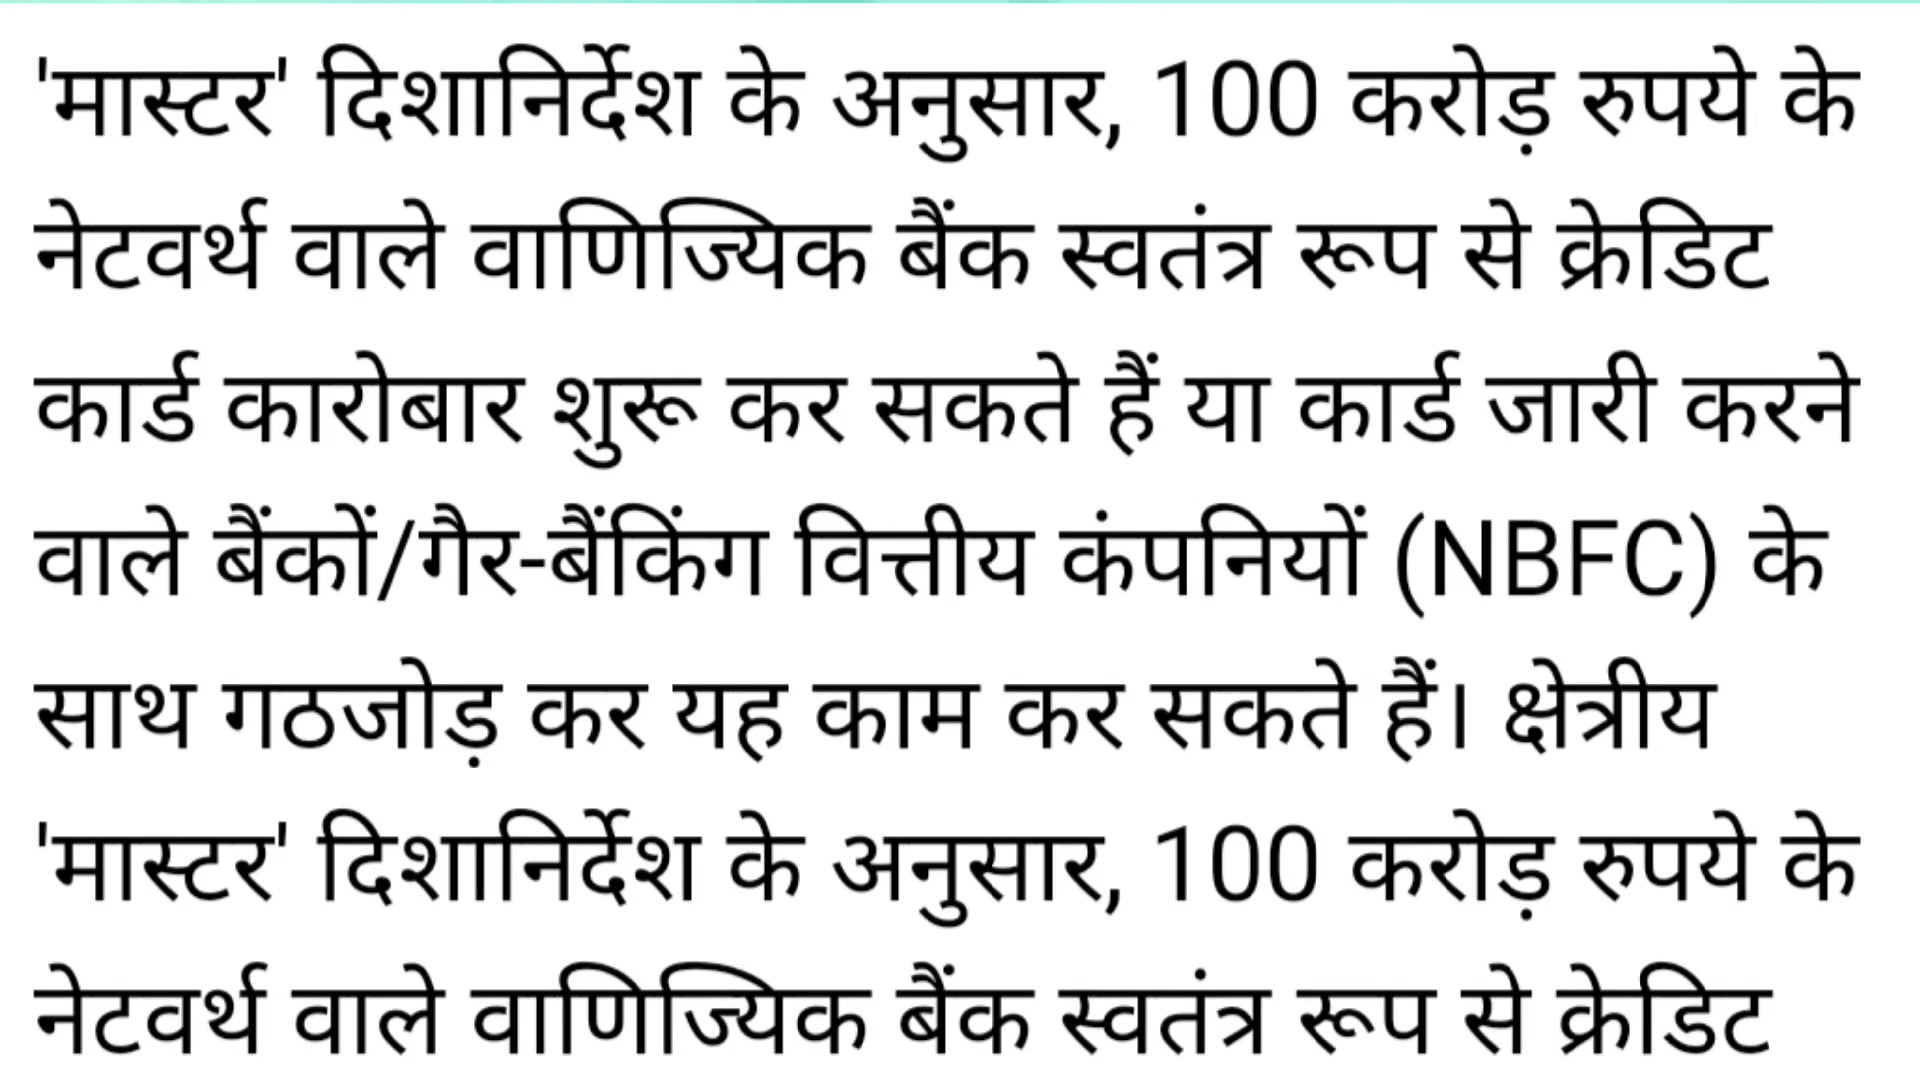 'मास्टर' दिशानिर्देश के अनुसार, 100 करोड़ रुपये के
नेटवर्थ वाले वाणिज्यिक बैंक स्वतंत्र रूप से क्रेडिट
कार्ड कारोबार शुरू कर सकते हैं या कार्ड जारी करने
वाले बैंकों/गैर-बैंकिंग वित्तीय कंपनियों (NBFC) के
साथ गठजोड़ कर यह काम कर सकते हैं। क्षेत्रीय
'मास्टर' दिशानिर्देश के अनुसार, 100 करोड़ रुपये के
नेटवर्थ वाले वाणिज्यिक बैंक स्वतंत्र रूप से क्रेडिट